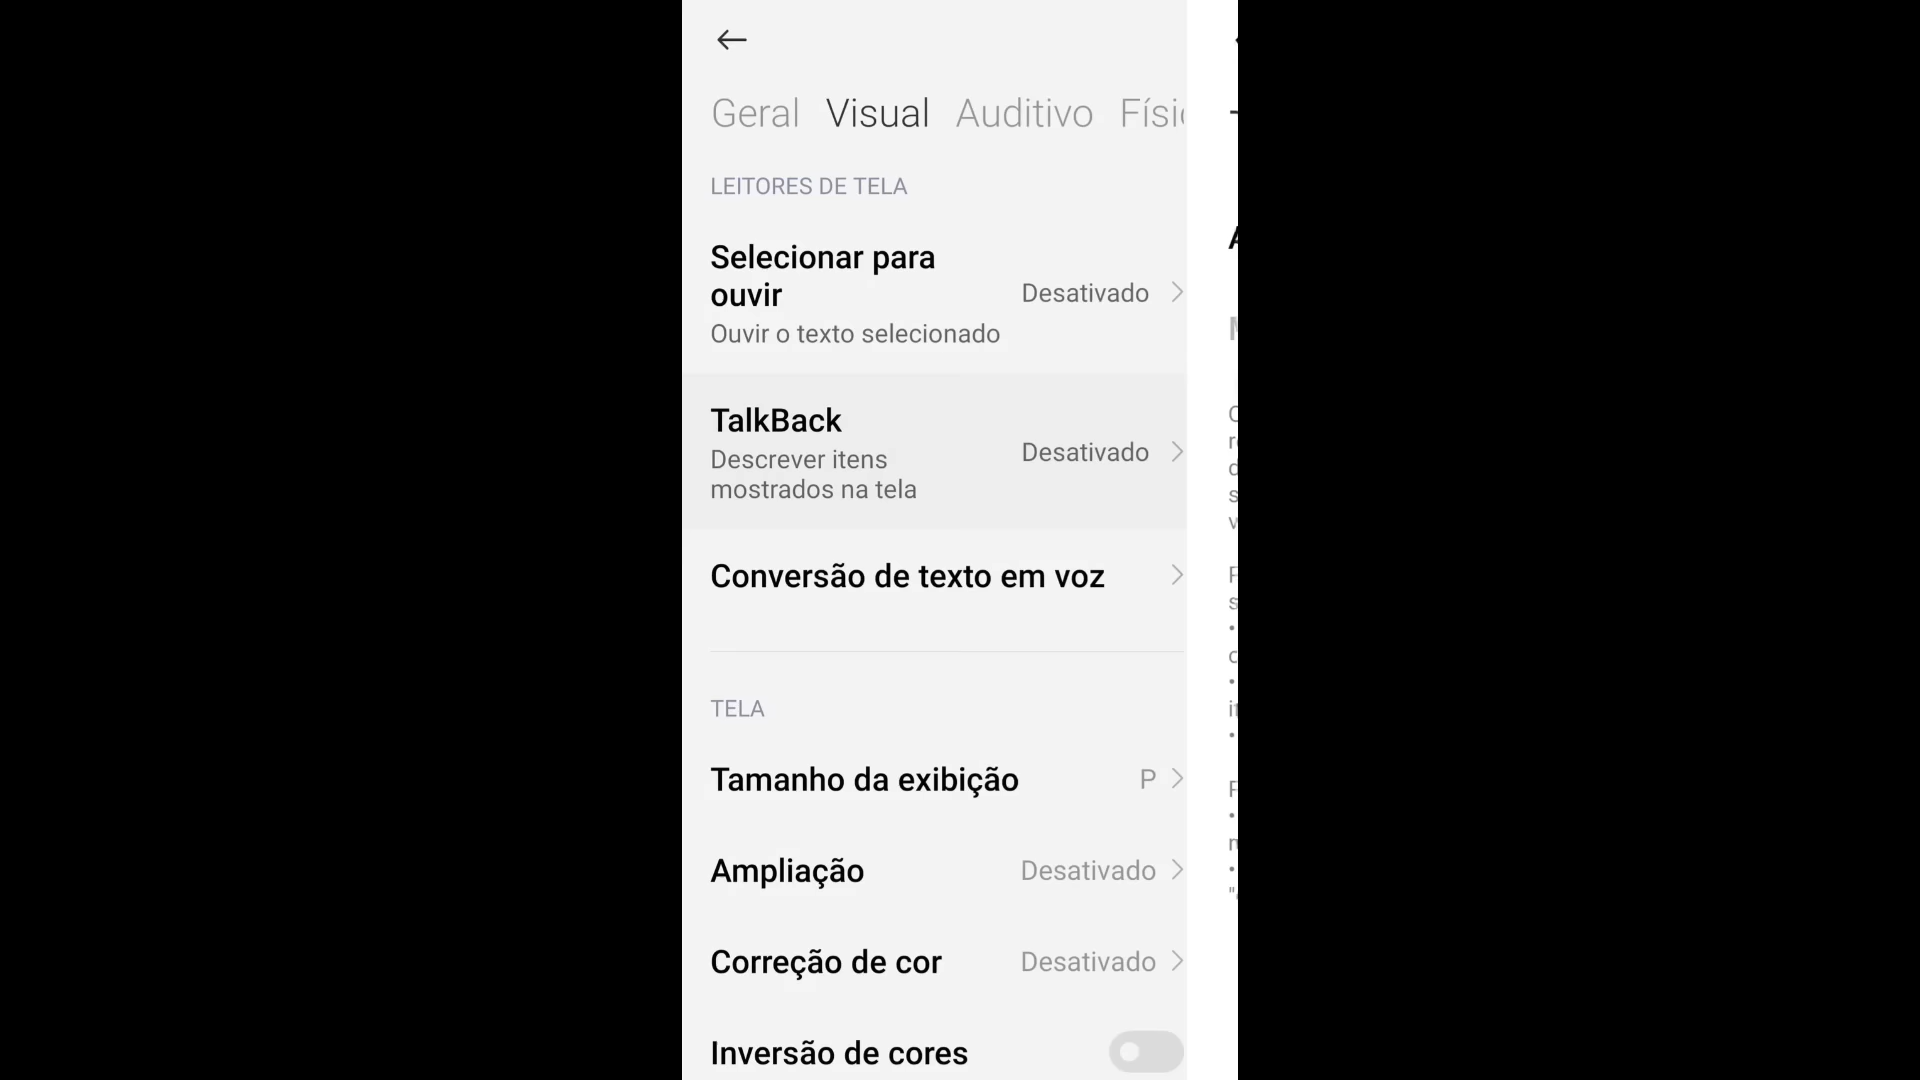 Geral Visual Auditivo
LEITORES DE TELA
Selecionar para
ouvir
Desativado
Ouvir o texto selecionado
TalkBack
Desativado
Descrever itens
mostrados na tela
Conversão de texto em voz
TELA
Tamanho da exibição P
Ampliação Desativado
Correção de cor Desativado
Inversão de cores